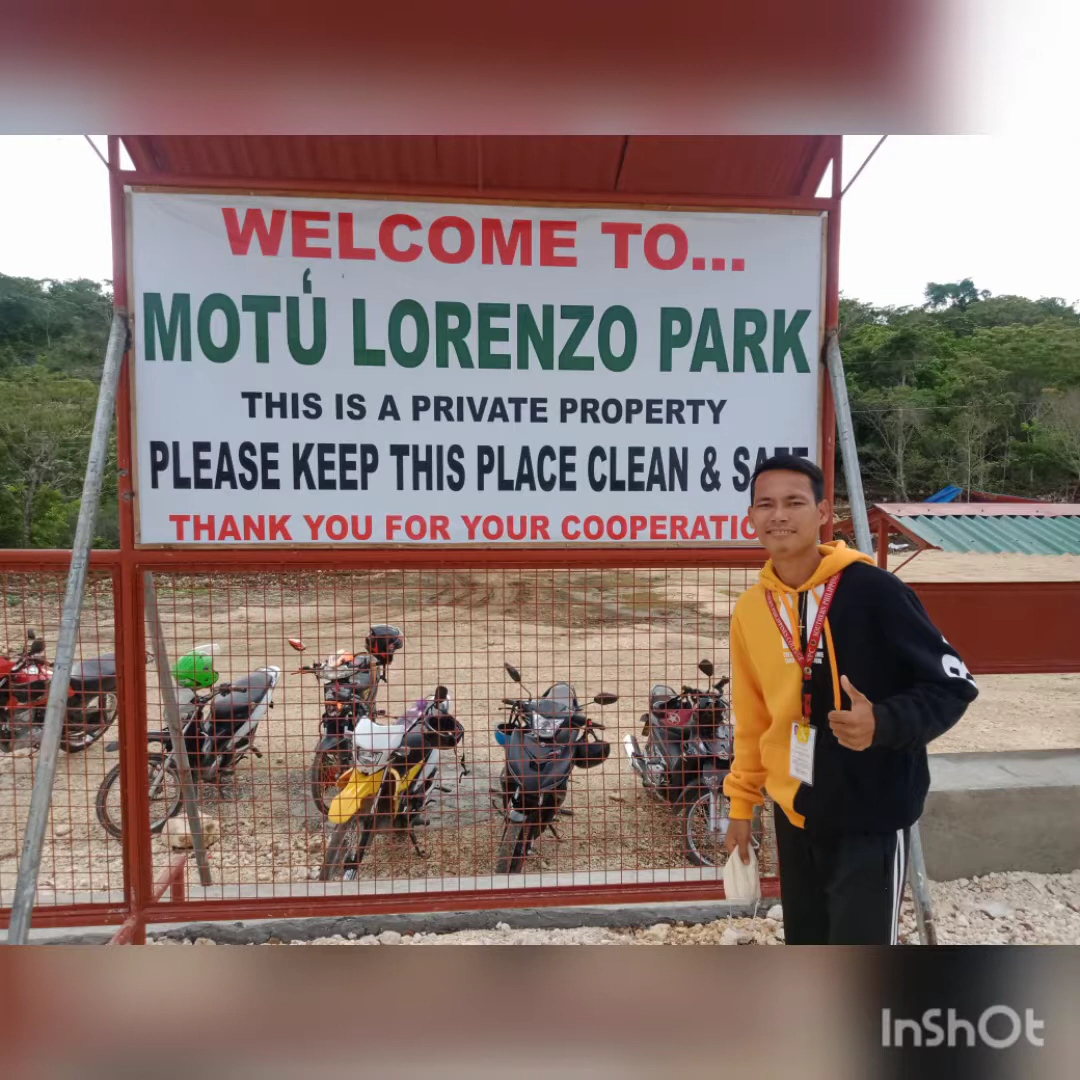 WELCOME TO...
MOTÚ LORENZO PARK
THIS IS A PRIVATE PROPERTY
PLEASE KEEP THIS PLACE CLEAN & SAFE
THANK YOU FOR YOUR COOPERATIO
InShOt